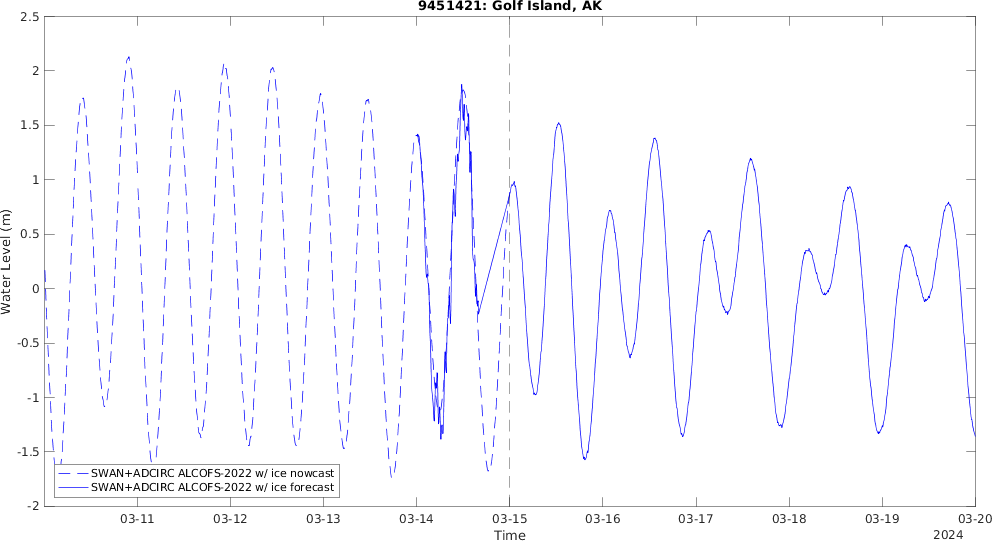 9451421: Golf Island, AK
2.5
2
1.5
1
0.5
0
-0.5
-1
-1.5
-2
Water Level (m)
SWAN+ADCIRC ALCOFS-2022 w/ ice nowcast
SWAN+ADCIRC ALCOFS-2022 w/ ice forecast
03-11 03-12 03-13 03-14 03-15 03-16 03-17 03-18 03-19 03-20
Time
2024